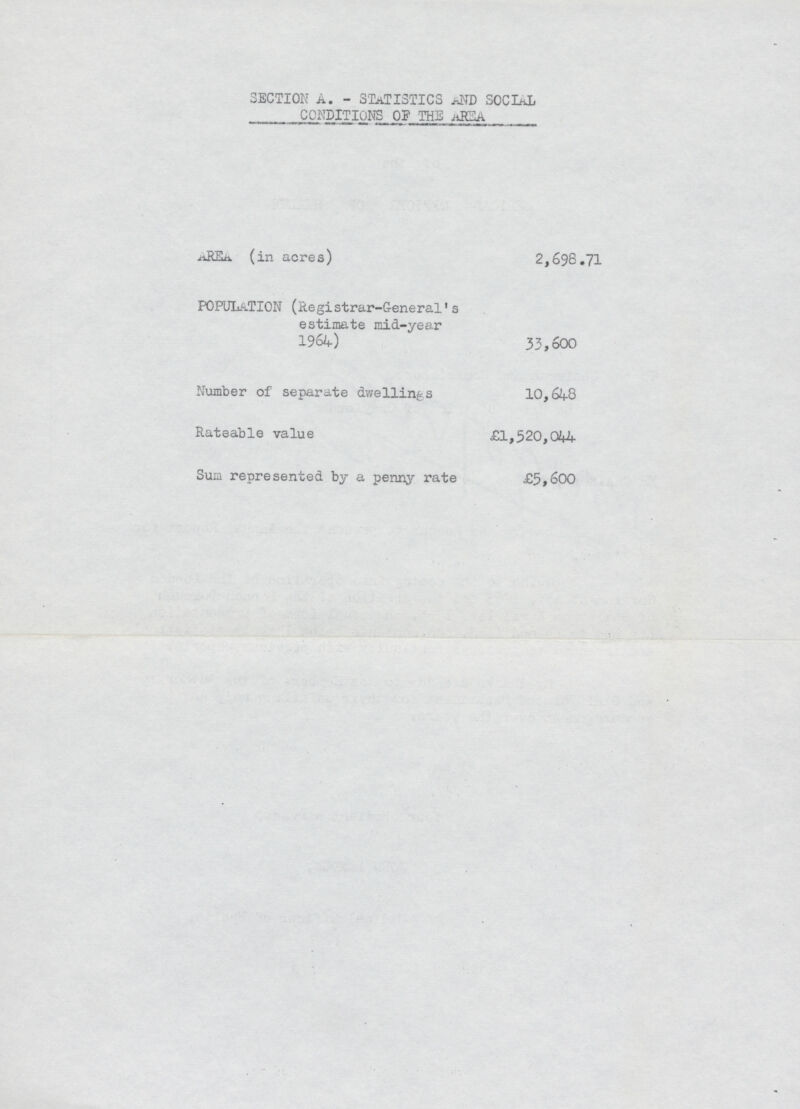 SECTION A. - STATISTICS AND SOCIAL
CONDITIONS OF THE AREA
AREA (in acres) 2,698.71
POPULATION (Registrar-General's
estimate mid-year
1964) 33,600
Number of separate dwellings 10,648
Rateable value £1,520,044
Sum represented by a penny rate £5,600